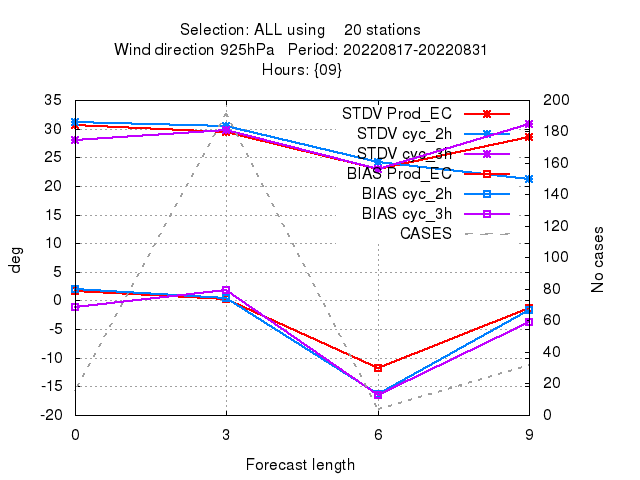 Selection: ALL using    20 stations
Wind direction 925hPa   Period: 20220817-20220831
Hours: {09}
35
30
25
20
15
10
5
0
-5
-10
-15
-20
deg
200
180
160
140
120
100
80
60
40
20
0
No cases
STDV Prod_EC
STDV cyc_2h
STDV cyc_3h
BIAS Prod_EC
BIAS cyc_2h
BIAS cyc_3h
CASES
0 3 6 9
Forecast length